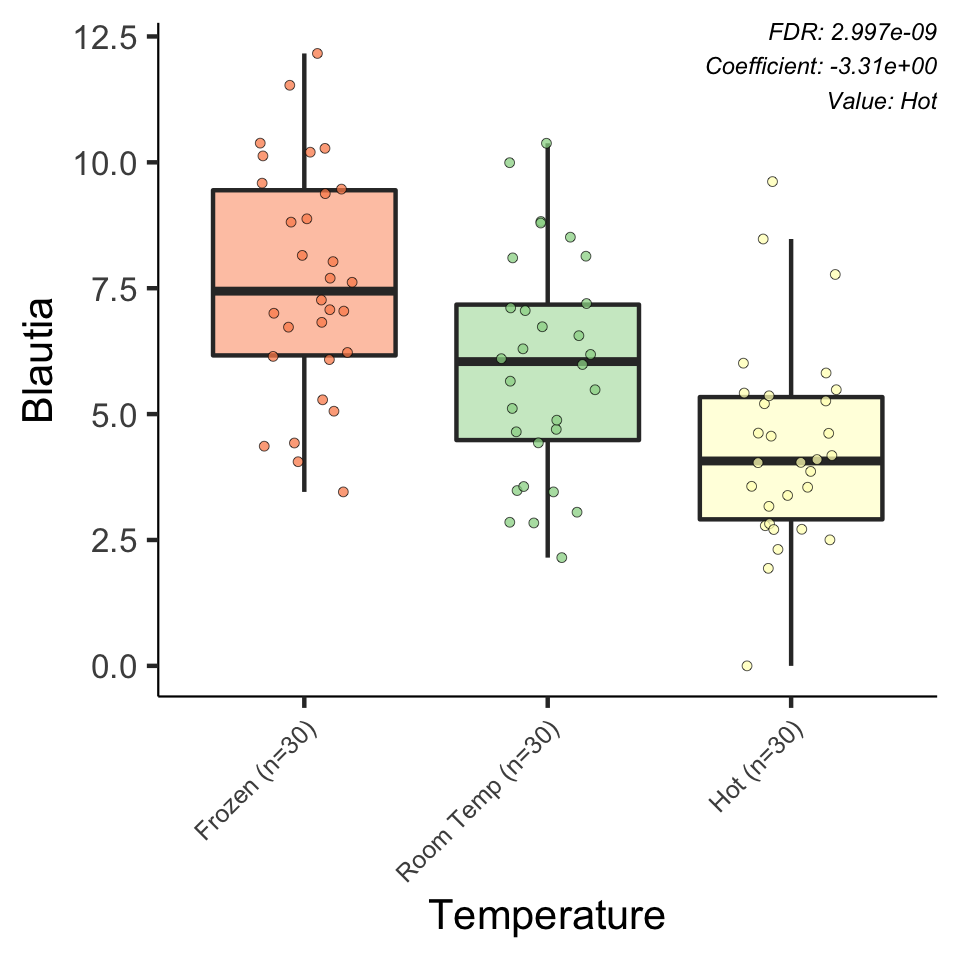 FDR: 2.997e-09
Coefficient: -3.31e+00
Value: Hot
12.5
10.0
7.5
5.0
2.5
0.0
Blautia
Frozen (n=30)
Room Temp (n=30)
Hot (n=30)
Temperature